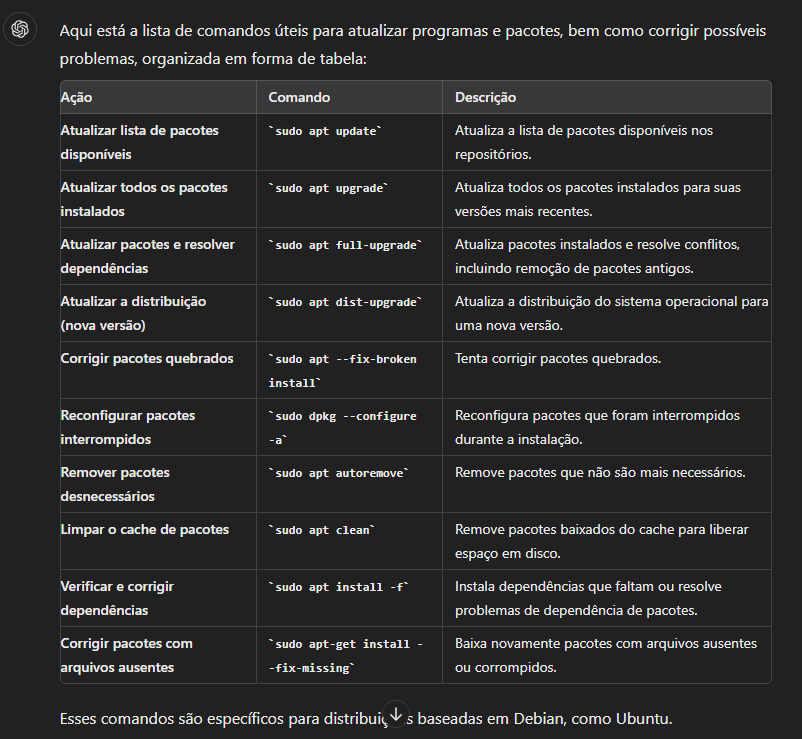 Aqui está a lista de comandos úteis para atualizar programas e pacotes, bem como corrigir possíveis
problemas, organizada em forma de tabela:
Ação Comando Descrição
Atualizar lista de pacotes
disponíveis
`sudo apt update`
Atualiza a lista de pacotes disponíveis nos
repositórios.
Atualizar todos os pacotes
instalados
`sudo apt upgrade`
Atualiza todos os pacotes instalados para suas
versões mais recentes.
Atualizar pacotes e resolver
dependências
`sudo apt full-upgrade`
Atualiza pacotes instalados e resolve conflitos,
incluindo remoção de pacotes antigos.
Atualizar a distribuição
(nova versão)
`sudo apt dist-upgrade`
Atualiza a distribuição do sistema operacional para
uma nova versão.
Corrigir pacotes quebrados
`sudo apt --fix-broken
install`
Tenta corrigir pacotes quebrados.
Reconfigurar pacotes
interrompidos
`sudo dpkg --configure
-a`
Reconfigura pacotes que foram interrompidos
durante a instalação.
Remover pacotes
desnecessários
`sudo apt autoremove`
Remove pacotes que não são mais necessários.
Limpar o cache de pacotes
`sudo apt clean`
Remove pacotes baixados do cache para liberar
espaço em disco.
Verificar e corrigir
dependências
`sudo apt install -f`
Instala dependências que faltam ou resolve
problemas de dependência de pacotes.
Corrigir pacotes com
arquivos ausentes
`sudo apt-get install -
-fix-missing`
Baixa novamente pacotes com arquivos ausentes
ou corrompidos.
Esses comandos são específicos para baseadas em Debian, como Ubuntu.